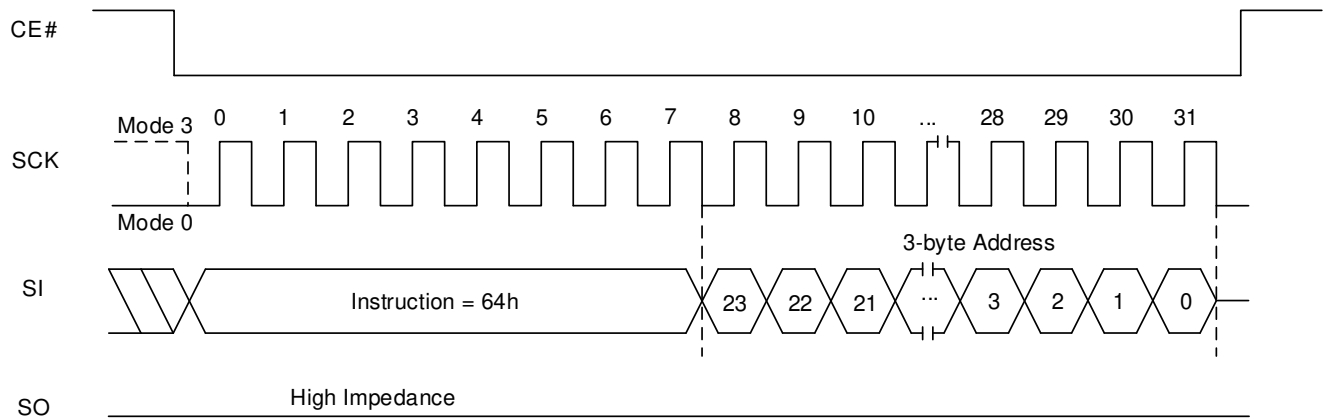 CE#
Mode 3
0 1 2 3 4 5 6 7 8 9 10 ... 28 29 30 31
SCK
Mode 0
3-byte Address
SI
Instruction = 64h
23 22 21 ... 3 2 1 0
High Impedance
SO